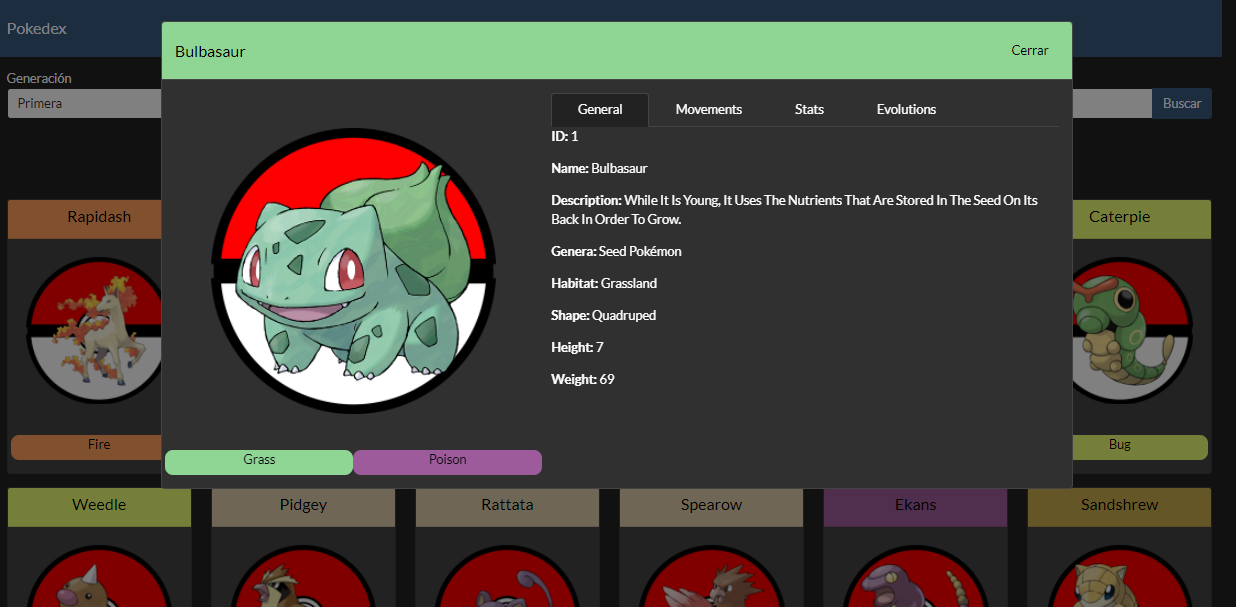 Pokedex
Bulbasaur
Cerrar
Generación
Primera
Buscar
General Movements Stats Evolutions
ID: 1
Name: Bulbasaur
Description: While It Is Young, It Uses The Nutrients That Are Stored In The Seed On Its
Back In Order To Grow.
Genera: Seed Pokémon
Habitat: Grassland
Shape: Quadruped
Height: 7
Weight: 69
Grass Poison
Rapidash
Fire
Caterpie
Bug
Weedle Pidgey Rattata Spearow Ekans Sandshrew